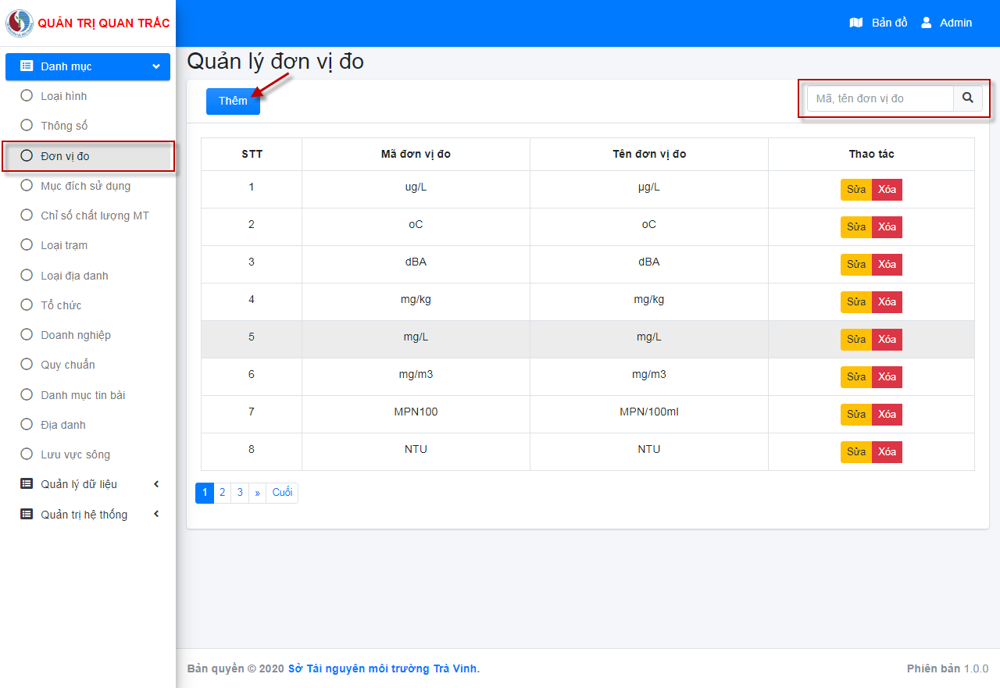 QUẢN TRỊ QUAN TRẮC
Bản đồ Admin
Danh mục
Loại hình
Thông số
Đơn vị đo
Mục đích sử dụng
Chỉ số chất lượng MT
Loại trạm
Loại địa danh
Tổ chức
Doanh nghiệp
Quy chuẩn
Danh mục tin bài
Địa danh
Lưu vực sông
Quản lý dữ liệu
Quản trị hệ thống
Quản lý đơn vị đo
Thêm
Mã, tên đơn vị đo
STT Mã đơn vị đo Tên đơn vị đo Thao tác
1 ug/L µg/L Sửa Xóa
2 oC oC Sửa Xóa
3 dBA dBA Sửa Xóa
4 mg/kg mg/kg Sửa Xóa
5 mg/L mg/L Sửa Xóa
6 mg/m3 mg/m3 Sửa Xóa
7 MPN100 MPN/100ml Sửa Xóa
8 NTU NTU Sửa Xóa
1 2 3 » Cuối
Bản quyền © 2020 Sở Tài nguyên môi trường Trà Vinh. Phiên bản 1.0.0